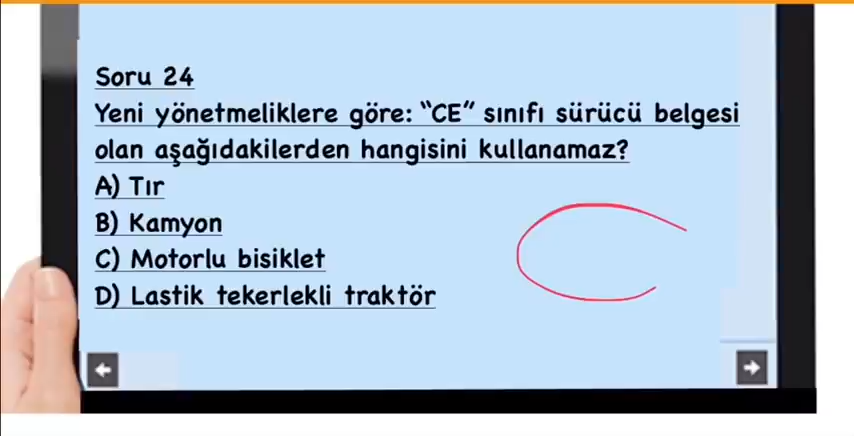 Soru 24
Yeni yönetmeliklere göre: “CE” sınıfı sürücü belgesi
olan aşağıdakilerden hangisini kullanamaz?
A) Tır
B) Kamyon
C) Motorlu bisiklet
D) Lastik tekerlekli traktör